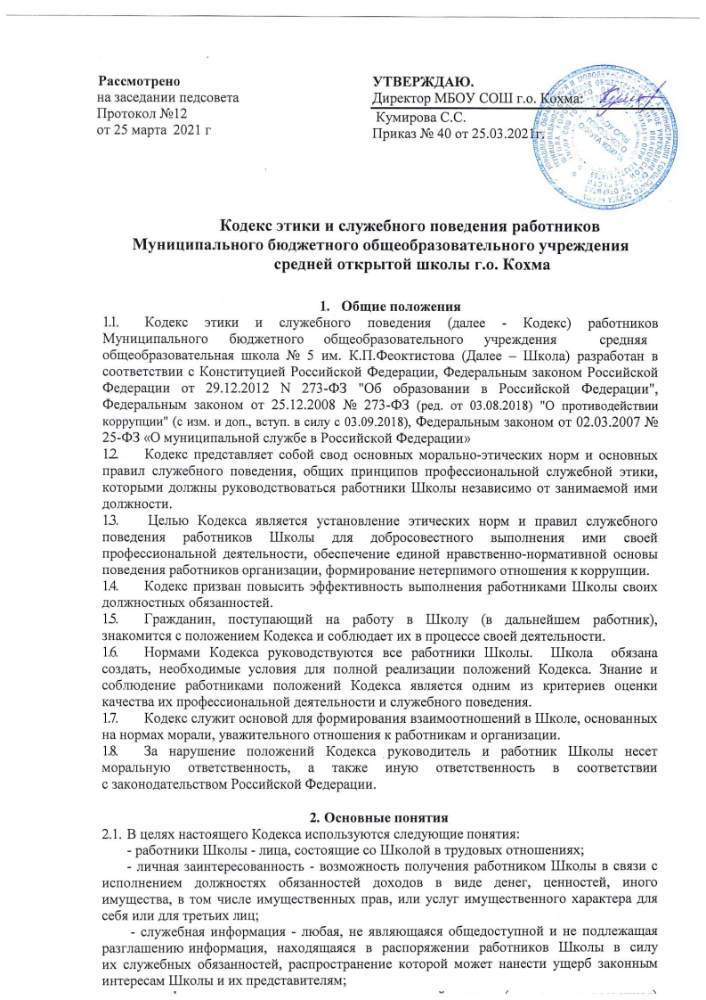 Рассмотрено
на заседании педсовета
Протокол №12
от 25 марта 2021 г
УТВЕРЖДАЮ.
Директор МБОУ СОШ г.о. Кохма:
Кумирова С.С.
Приказ № 40 от 25.03.2021г.
Кодекс этики и служебного поведения работников
Муниципального бюджетного общеобразовательного учреждения
средней открытой школы г.о. Кохма
1. Общие положения
1.1. Кодекс этики и служебного поведения (далее - Кодекс) работников
Муниципального бюджетного общеобразовательного учреждения средняя
общеобразовательная школа № 5 им. К.П.Феоктистова (Далее – Школа) разработан в
соответствии с Конституцией Российской Федерации, Федеральным законом Российской
Федерации от 29.12.2012 N 273-ФЗ "Об образовании в Российской Федерации",
Федеральным законом от 25.12.2008 № 273-ФЗ (ред. от 03.08.2018) "О противодействии
коррупции" (с изм. и доп., вступ. в силу с 03.09.2018), Федеральным законом от 02.03.2007 №
25-ФЗ «О муниципальной службе в Российской Федерации»
1.2. Кодекс представляет собой свод основных морально-этических норм и основных
правил служебного поведения, общих принципов профессиональной служебной этики,
которыми должны руководствоваться работники Школы независимо от занимаемой ими
должности.
1.3. Целью Кодекса является установление этических норм и правил служебного
поведения работников Школы для добросовестного выполнения ими своей
профессиональной деятельности, обеспечение единой нравственно-нормативной основы
поведения работников организации, формирование нетерпимого отношения к коррупции.
1.4. Кодекс призван повысить эффективность выполнения работниками Школы своих
должностных обязанностей.
1.5. Гражданин, поступающий на работу в Школу (в дальнейшем работник),
знакомится с положением Кодекса и соблюдает их в процессе своей деятельности.
1.6. Нормами Кодекса руководствуются все работники Школы. Школа обязана
создать, необходимые условия для полной реализации положений Кодекса. Знание и
соблюдение работниками положений Кодекса является одним из критериев оценки
качества их профессиональной деятельности и служебного поведения.
1.7. Кодекс служит основой для формирования взаимоотношений в Школе, основанных
на нормах морали, уважительного отношения к работникам и организации.
1.8. За нарушение положений Кодекса руководитель и работник Школы несет
моральную ответственность, а также иную ответственность в соответствии
с законодательством Российской Федерации.
2. Основные понятия
2.1. В целях настоящего Кодекса используются следующие понятия:
- работники Школы - лица, состоящие со Школой в трудовых отношениях;
- личная заинтересованность - возможность получения работником Школы в связи с
исполнением должностях обязанностей доходов в виде денег, ценностей, иного
имущества, в том числе имущественных прав, или услуг имущественного характера для
себя или для третьих лиц;
- служебная информация - любая, не являющаяся общедоступной и не подлежащая
разглашению информация, находящаяся в распоряжении работников Школы в силу
их служебных обязанностей, распространение которой может нанести ущерб законным
интересам Школы и их представителям;